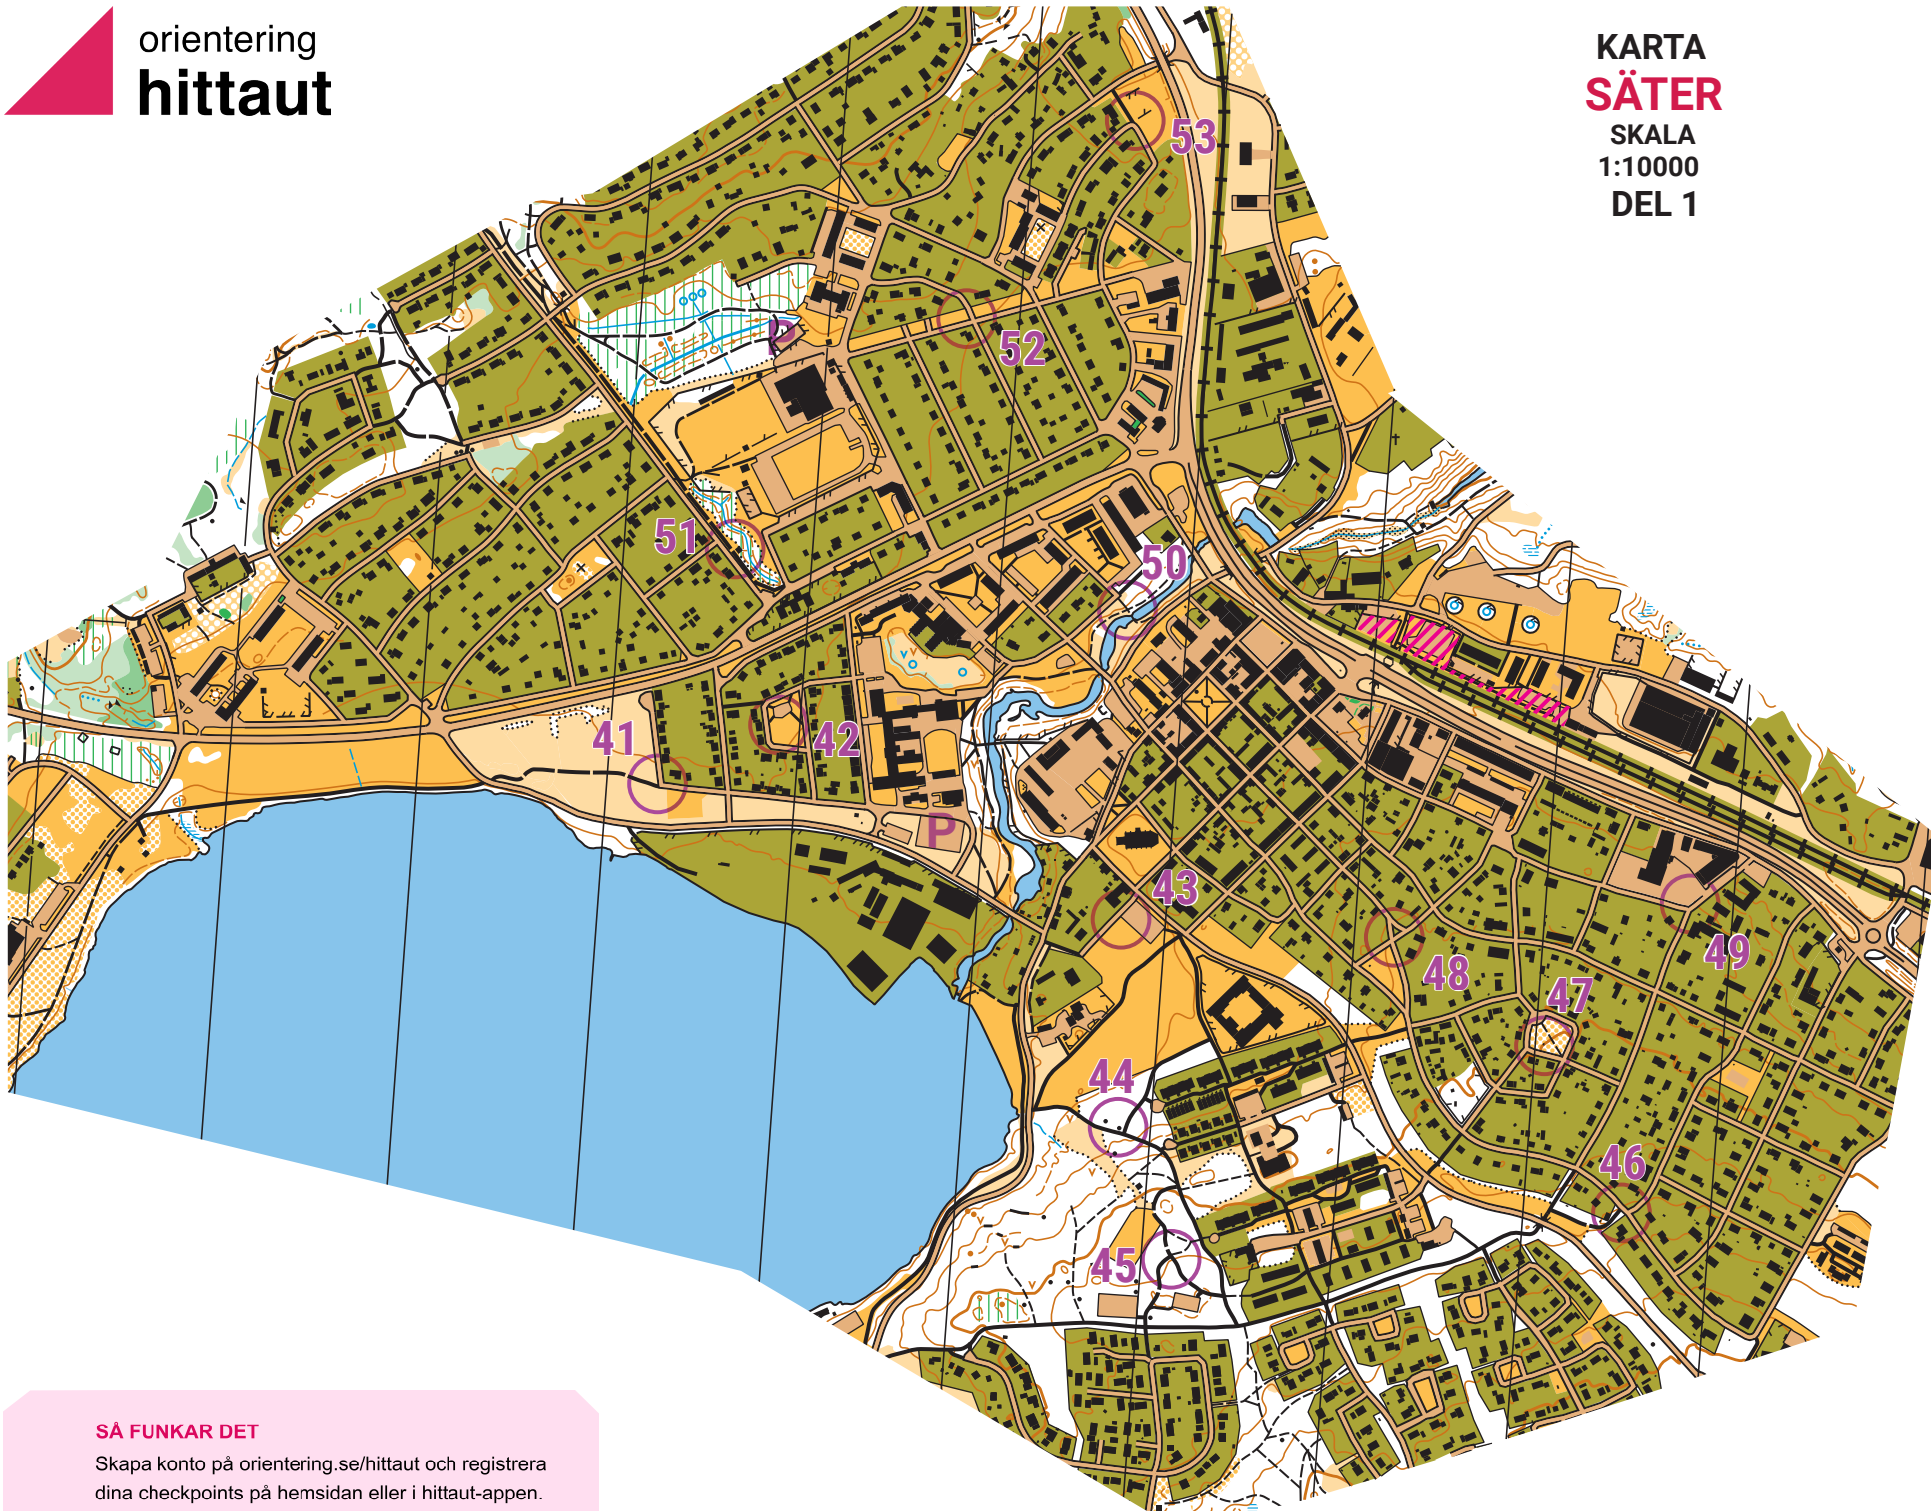 orientering
hittaut
KARTA
SÄTER
SKALA
1:10000
DEL 1
53
52
P
51
50
41
42
P
43
48
49
47
44
46
45
SÅ FUNKAR DET
Skapa konto på orientering.se/hittaut och registrera
dina checkpoints på hemsidan eller i hittaut-appen.